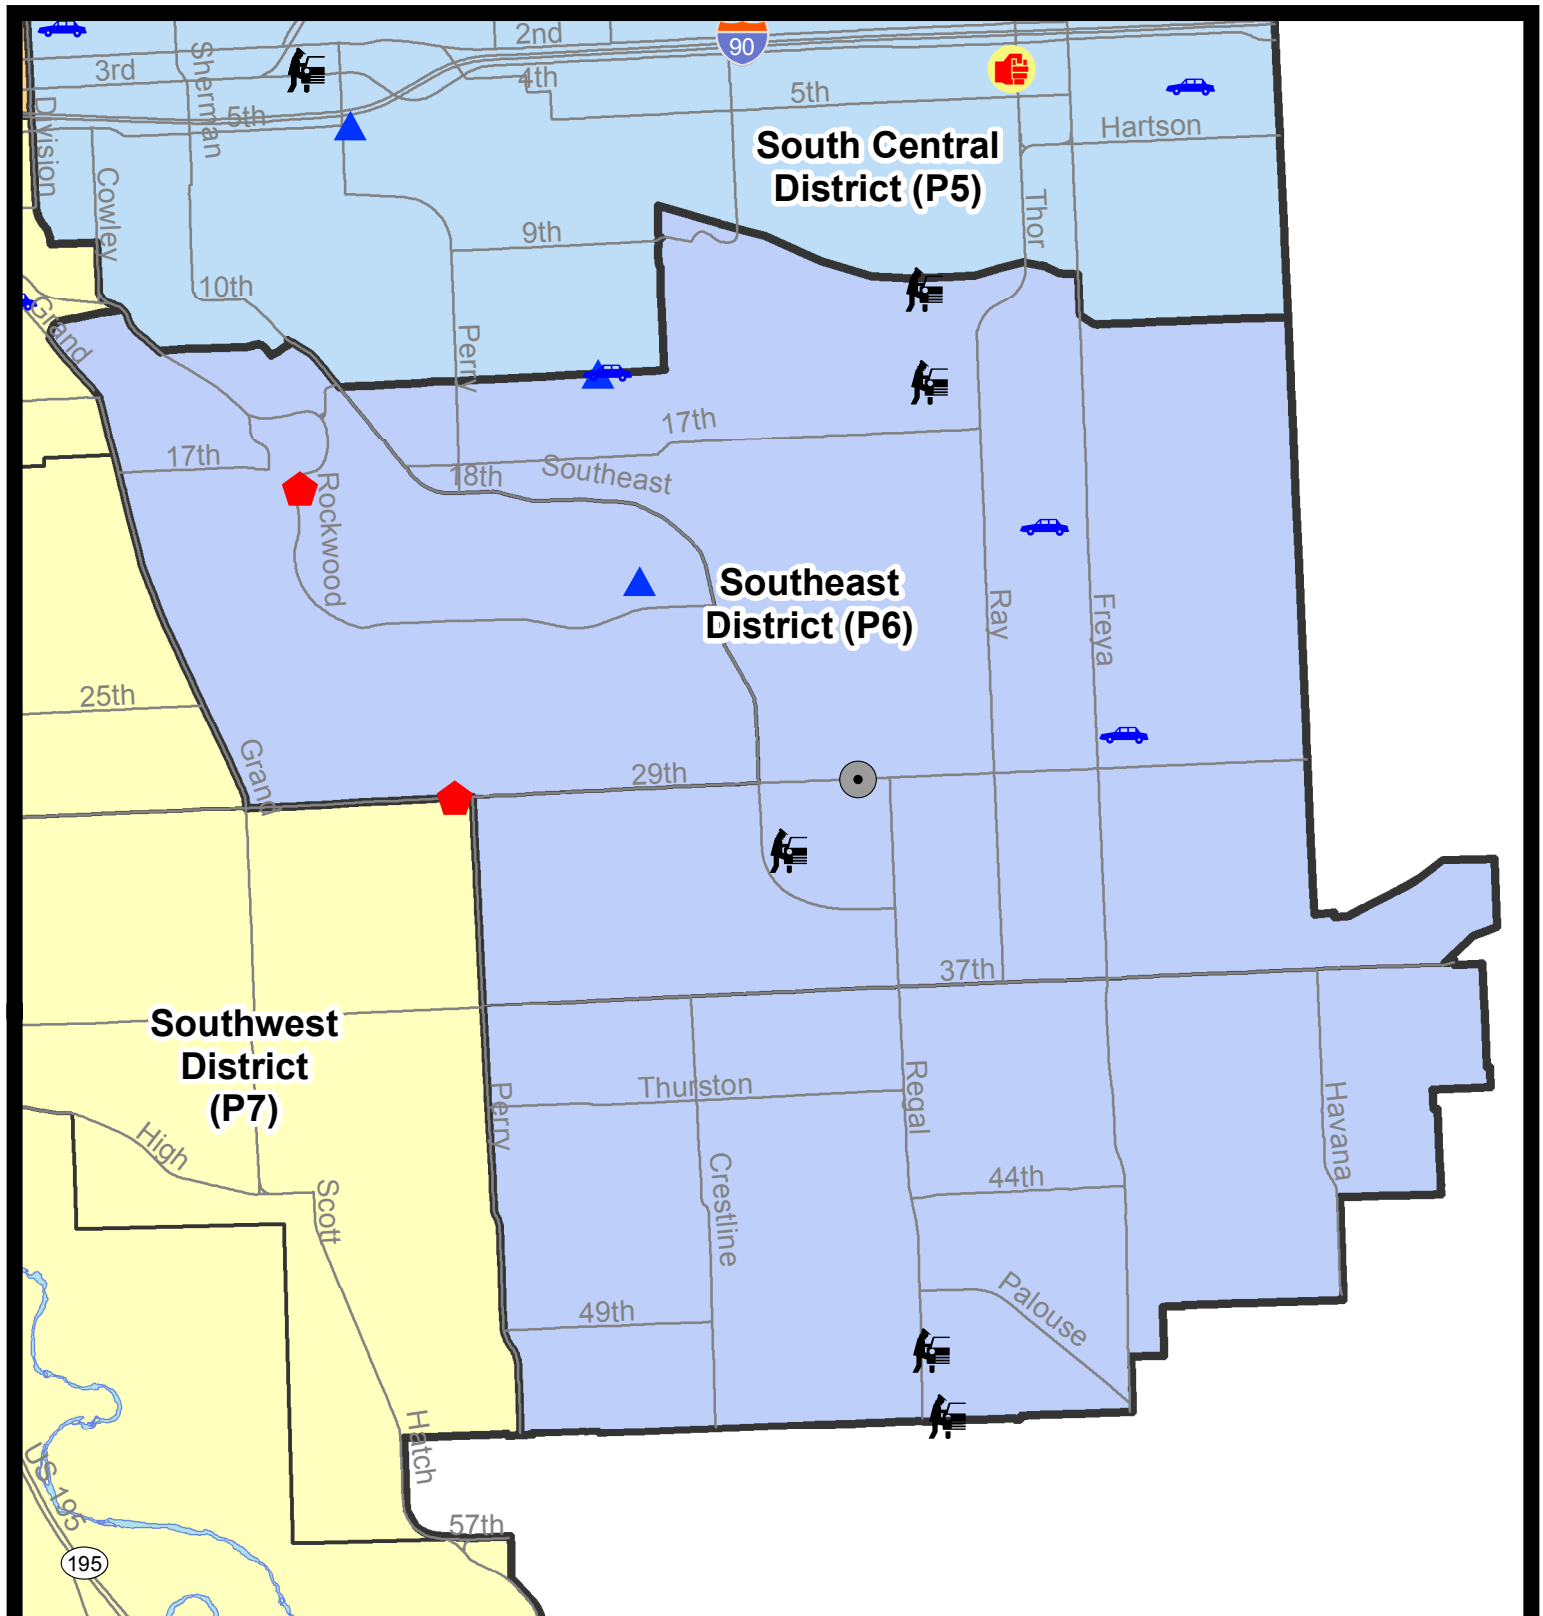 2nd
90
3rd
Sherman
4th
5th
5th
Division
Hartson
South Central
District (P5)
Cowley
Thor
9th
10th
Grand
Perry
17th
17th
18th
Southeast
Rockwood
Southeast
District (P6)
Ray
Freya
25th
Grand
29th
37th
Southwest
District
(P7)
Thurston
Perry
Regal
Havana
High
Crestline
44th
Scott
Palouse
49th
Hatch
US 195
57th
195